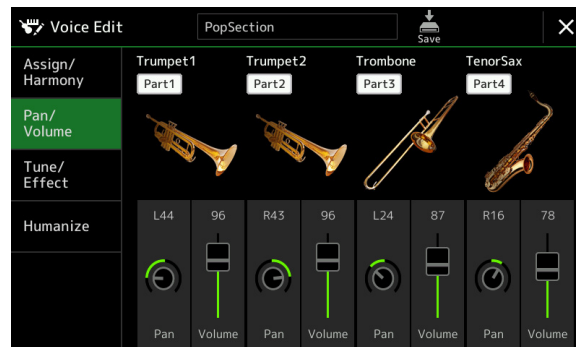 Voice Edit
PopSection
Save
Assign/
Harmony
Pan/
Volume
Tune/
Effect
Humanize
Trumpet1
Part1
Trumpet2
Part2
Trombone
Part3
TenorSax
Part4
L44
96
R43
96
L24
87
R16
78
Pan
Volume
Pan
Volume
Pan
Volume
Pan
Volume